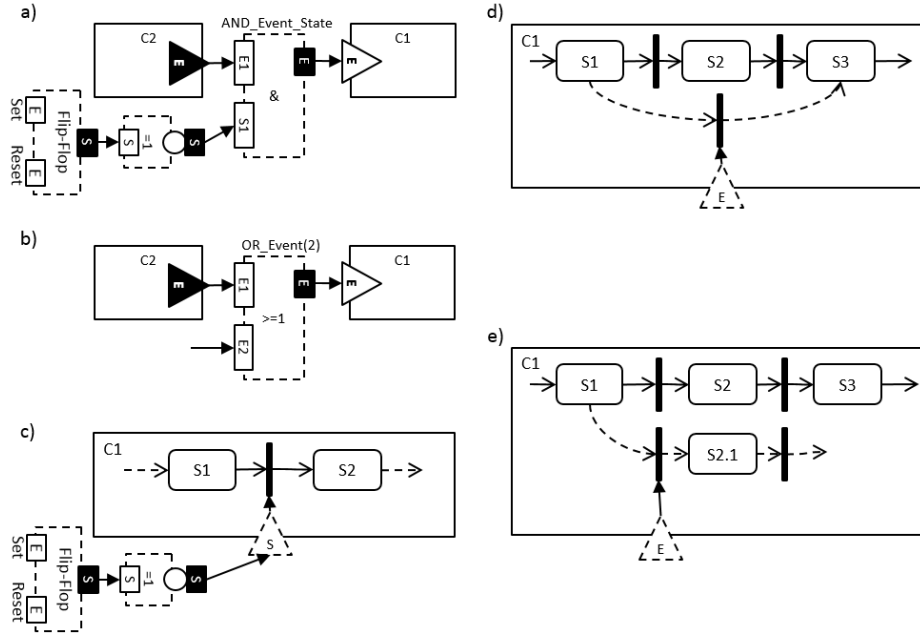 a)
AND_Event_State
C2
E
E1
E
E
C1
&
S1
Set
E
Flip-Flop
S
S
=1
S
Reset
E
b)
OR_Event(2)
C2
E
E1
E
E
C1
>=1
E2
c)
C1
S1
S2
S
Set
E
Flip-Flop
S
S
=1
S
Reset
E
d)
C1
S1
S2
S3
E
e)
C1
S1
S2
S3
S2.1
E